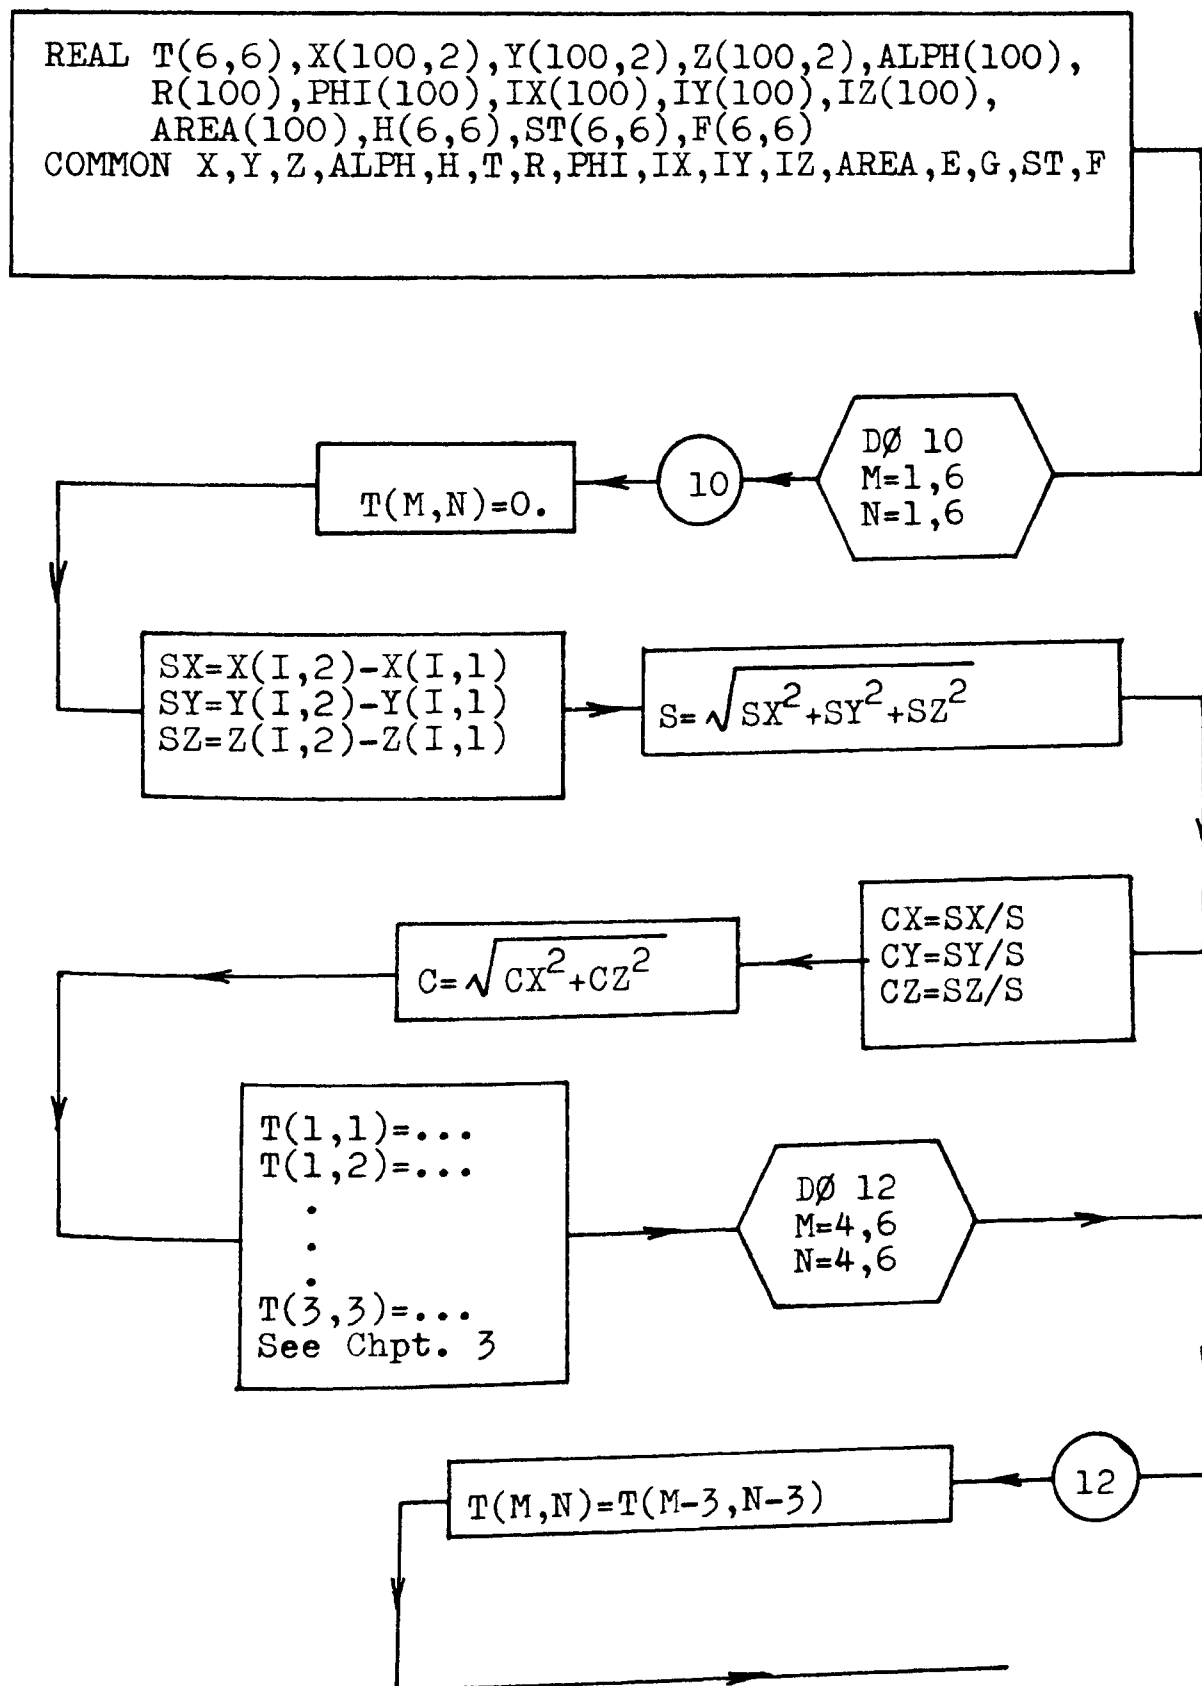 REAL T(6,6),X(100,2),Y(100,2),Z(100,2),ALPH(100),
R(100),PHI(100),IX(100),IY(100),IZ(100),
AREA(100),H(6,6),ST(6,6),F(6,6)
COMMON X,Y,Z,ALPH,H,T,R,PHI,IX,IY,IZ,AREA,E,G,ST,F
DØ 10
M=1,6
N=1,6
10
T(M,N)=0.
SX=X(I,2)-X(I,1)
SY=Y(I,2)-Y(I,1)
SZ=Z(I,2)-Z(I,1)
S=√SX²+SY²+SZ²
CX=SX/S
CY=SY/S
CZ=SZ/S
C=√CX²+CZ²
T(1,1)=...
T(1,2)=...
.
.
.
T(3,3)=...
See Chpt. 3
DØ 12
M=4,6
N=4,6
12
T(M,N)=T(M-3,N-3)